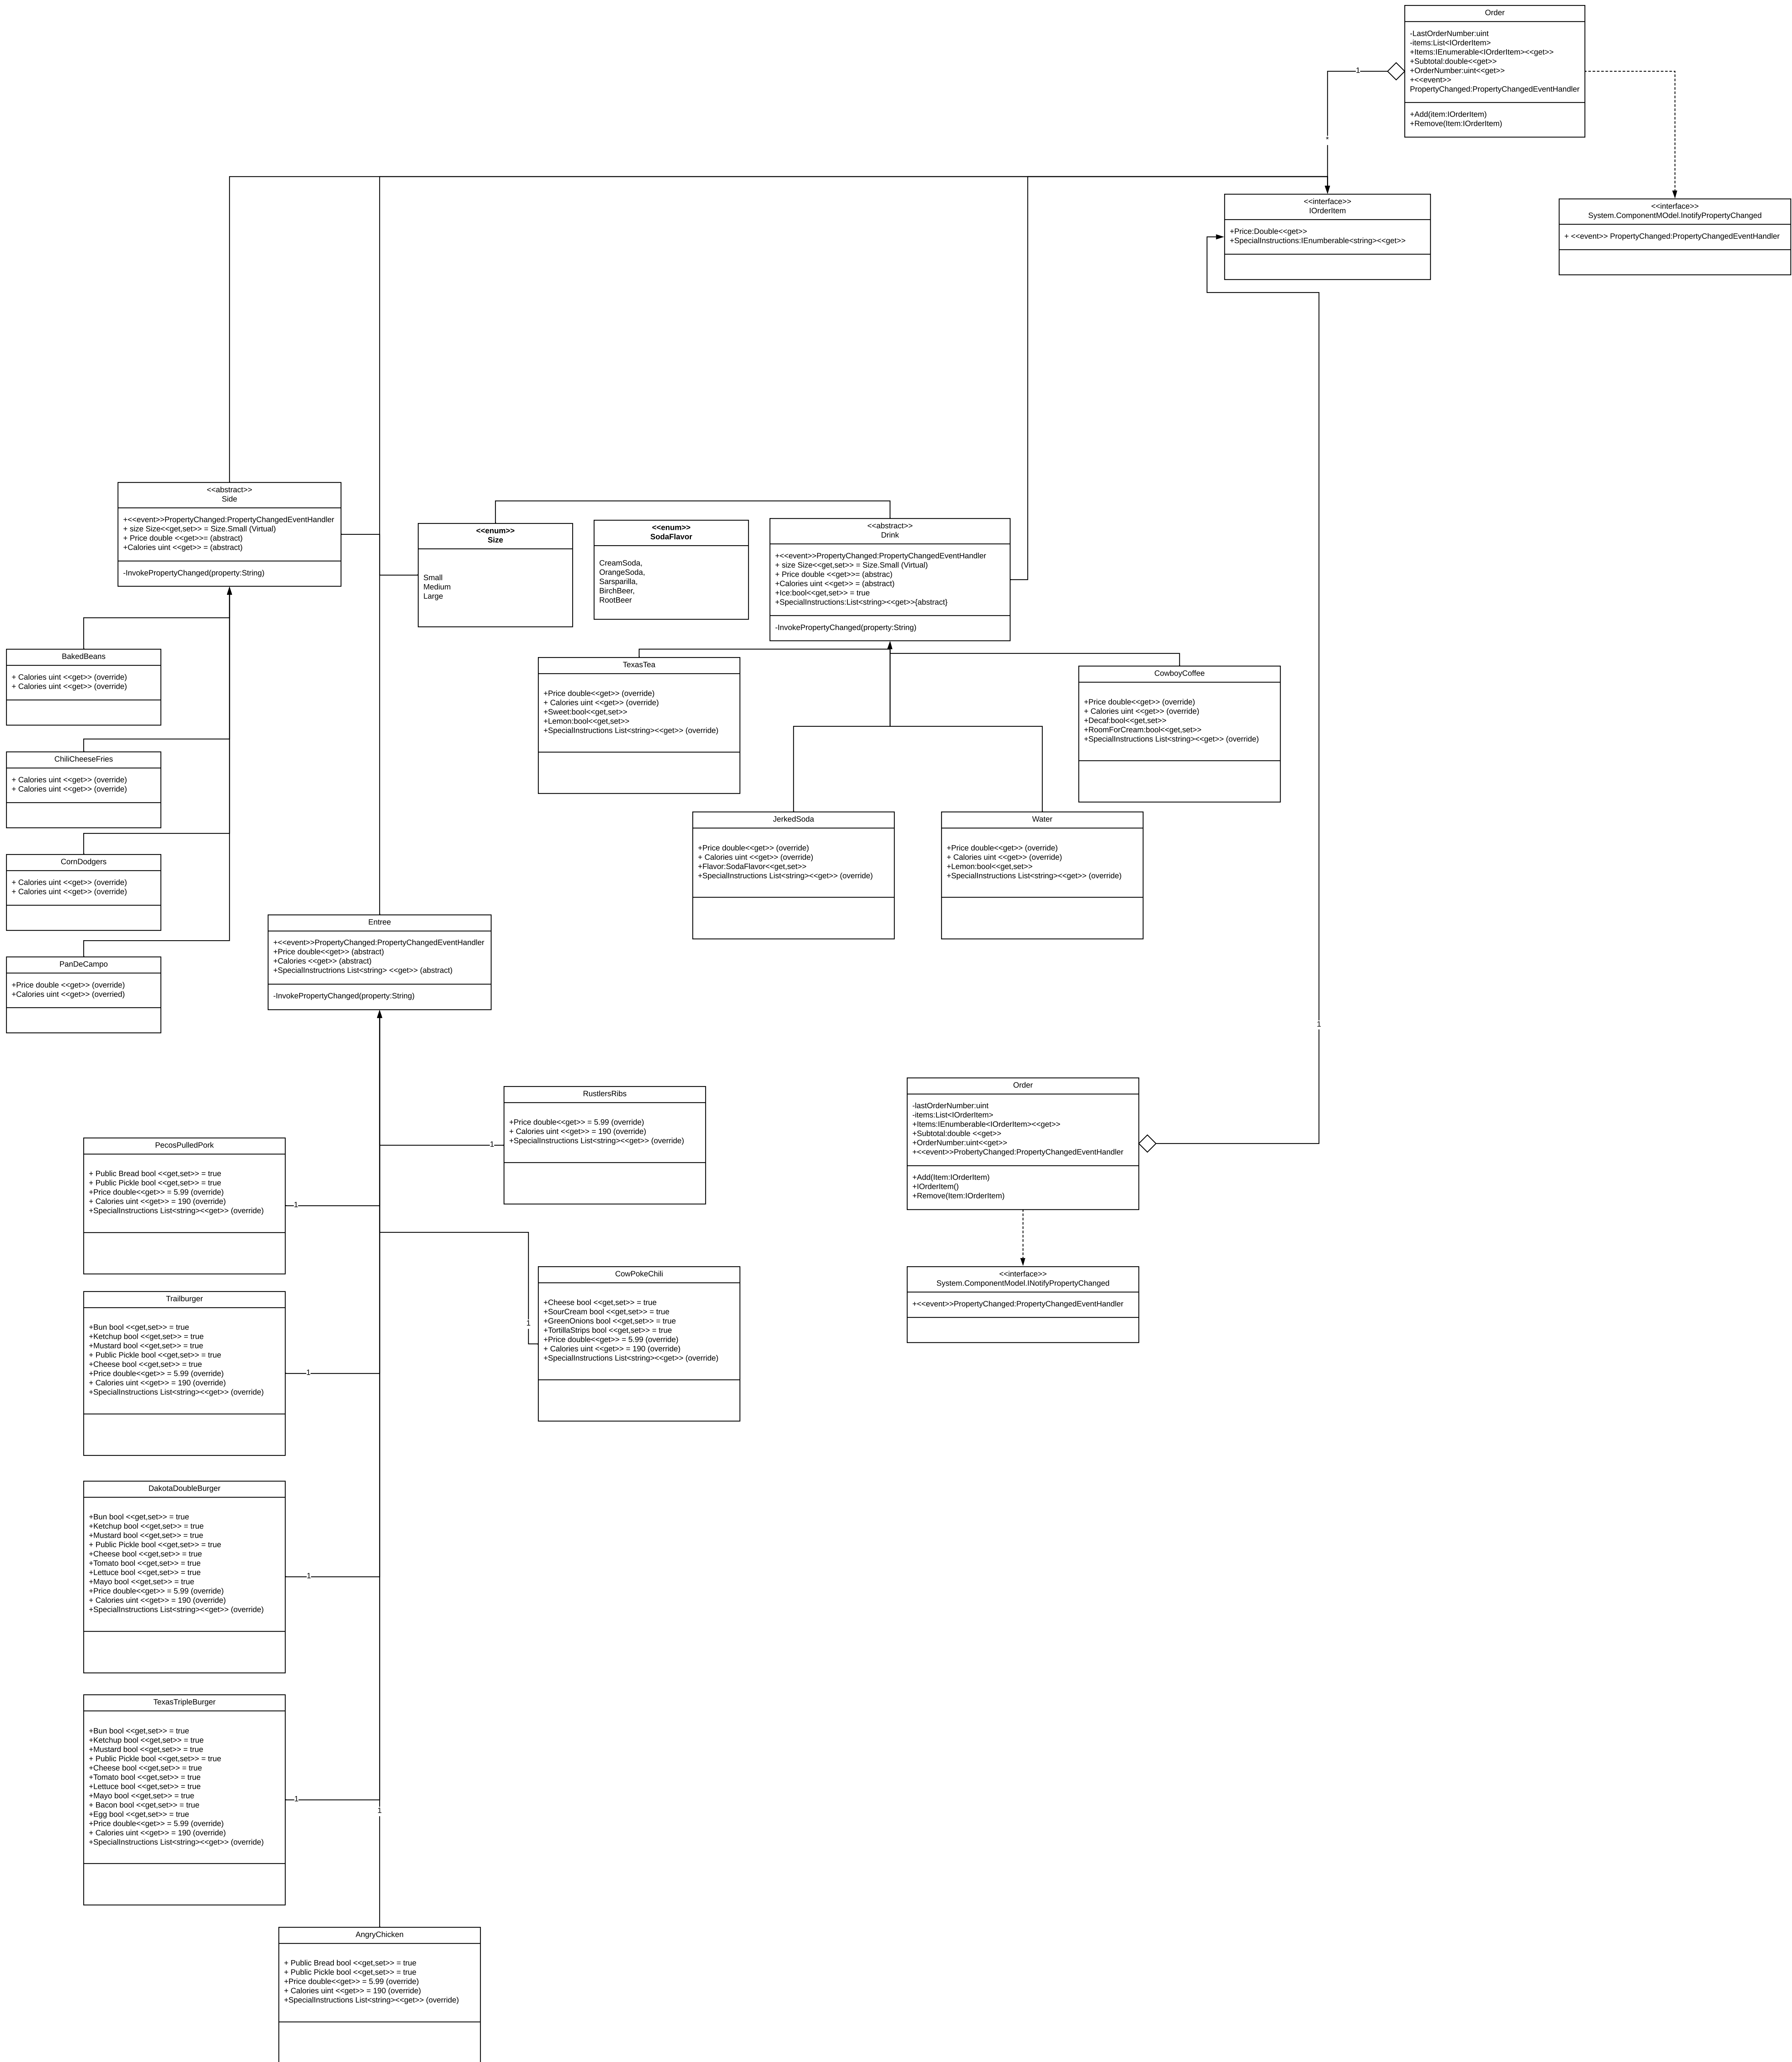 Order
-LastOrderNumber:uint
-items:List<IOrderItem>
+Items:IEnumerable<IOrderItem><<get>>
+Subtotal:double<<get>>
+OrderNumber:uint<<get>>
+<<event>>
PropertyChanged:PropertyChangedEventHandler
+Add(item:IOrderItem)
+Remove(Item:IOrderItem)
1
*
<<interface>>
IOrderItem
+Price:Double<<get>>
+SpecialInstructions:IEnumberable<string><<get>>
<<interface>>
System.ComponentMOdel.InotifyPropertyChanged
+ <<event>> PropertyChanged:PropertyChangedEventHandler
<<abstract>>
Side
+<<event>>PropertyChanged:PropertyChangedEventHandler
+ size Size<<get,set>> = Size.Small (Virtual)
+ Price double <<get>>= (abstract)
+Calories uint <<get>> = (abstract)
-InvokePropertyChanged(property:String)
<<enum>>
Size
Small
Medium
Large
<<enum>>
SodaFlavor
CreamSoda,
OrangeSoda,
Sarsparilla,
BirchBeer,
RootBeer
<<abstract>>
Drink
+<<event>>PropertyChanged:PropertyChangedEventHandler
+ size Size<<get,set>> = Size.Small (Virtual)
+ Price double <<get>>= (abstrac)
+Calories uint <<get>> = (abstract)
+Ice:bool<<get,set>> = true
+SpecialInstructions:List<string><<get>>{abstract}
-InvokePropertyChanged(property:String)
BakedBeans
+ Calories uint <<get>> (override)
+ Calories uint <<get>> (override)
ChiliCheeseFries
+ Calories uint <<get>> (override)
+ Calories uint <<get>> (override)
CornDodgers
+ Calories uint <<get>> (override)
+ Calories uint <<get>> (override)
PanDeCampo
+Price double <<get>> (override)
+Calories uint <<get>> (overried)
TexasTea
+Price double<<get>> (override)
+ Calories uint <<get>> (override)
+Sweet:bool<<get,set>>
+Lemon:bool<<get,set>>
+SpecialInstructions List<string><<get>> (override)
CowboyCoffee
+Price double<<get>> (override)
+ Calories uint <<get>> (override)
+Decaf:bool<<get,set>>
+RoomForCream:bool<<get,set>>
+SpecialInstructions List<string><<get>> (override)
JerkedSoda
+Price double<<get>> (override)
+ Calories uint <<get>> (override)
+Flavor:SodaFlavor<<get,set>>
+SpecialInstructions List<string><<get>> (override)
Water
+Price double<<get>> (override)
+ Calories uint <<get>> (override)
+Lemon:bool<<get,set>>
+SpecialInstructions List<string><<get>> (override)
Entree
+<<event>>PropertyChanged:PropertyChangedEventHandler
+Price double<<get>> (abstract)
+Calories <<get>> (abstract)
+SpecialInstructrions List<string> <<get>> (abstract)
-InvokePropertyChanged(property:String)
1
RustlersRibs
+Price double<<get>> = 5.99 (override)
+ Calories uint <<get>> = 190 (override)
+SpecialInstructions List<string><<get>> (override)
1
Order
-lastOrderNumber:uint
-items:List<IOrderItem>
+Items:IEnumerable<IOrderItem><<get>>
+Subtotal:double <<get>>
+OrderNumber:uint<<get>>
+<<event>>ProbertyChanged:PropertyChangedEventHandler
+Add(Item:IOrderItem)
+IOrderItem()
+Remove(Item:IOrderItem)
PecosPulledPork
+ Public Bread bool <<get,set>> = true
+ Public Pickle bool <<get,set>> = true
+Price double<<get>> = 5.99 (override)
+ Calories uint <<get>> = 190 (override)
+SpecialInstructions List<string><<get>> (override)
1
CowPokeChili
+Cheese bool <<get,set>> = true
+SourCream bool <<get,set>> = true
+GreenOnions bool <<get,set>> = true
+TortillaStrips bool <<get,set>> = true
+Price double<<get>> = 5.99 (override)
+ Calories uint <<get>> = 190 (override)
+SpecialInstructions List<string><<get>> (override)
1
<<interface>>
System.ComponentModel.INotifyPropertyChanged
+<<event>>PropertyChanged:PropertyChangedEventHandler
Trailburger
+Bun bool <<get,set>> = true
+Ketchup bool <<get,set>> = true
+Mustard bool <<get,set>> = true
+ Public Pickle bool <<get,set>> = true
+Cheese bool <<get,set>> = true
+Price double<<get>> = 5.99 (override)
+ Calories uint <<get>> = 190 (override)
+SpecialInstructions List<string><<get>> (override)
1
DakotaDoubleBurger
+Bun bool <<get,set>> = true
+Ketchup bool <<get,set>> = true
+Mustard bool <<get,set>> = true
+ Public Pickle bool <<get,set>> = true
+Cheese bool <<get,set>> = true
+Tomato bool <<get,set>> = true
+Lettuce bool <<get,set>> = true
+Mayo bool <<get,set>> = true
+Price double<<get>> = 5.99 (override)
+ Calories uint <<get>> = 190 (override)
+SpecialInstructions List<string><<get>> (override)
1
TexasTripleBurger
+Bun bool <<get,set>> = true
+Ketchup bool <<get,set>> = true
+Mustard bool <<get,set>> = true
+ Public Pickle bool <<get,set>> = true
+Cheese bool <<get,set>> = true
+Tomato bool <<get,set>> = true
+Lettuce bool <<get,set>> = true
+Mayo bool <<get,set>> = true
+ Bacon bool <<get,set>> = true
+Egg bool <<get,set>> = true
+Price double<<get>> = 5.99 (override)
+ Calories uint <<get>> = 190 (override)
+SpecialInstructions List<string><<get>> (override)
1
1
AngryChicken
+ Public Bread bool <<get,set>> = true
+ Public Pickle bool <<get,set>> = true
+Price double<<get>> = 5.99 (override)
+ Calories uint <<get>> = 190 (override)
+SpecialInstructions List<string><<get>> (override)